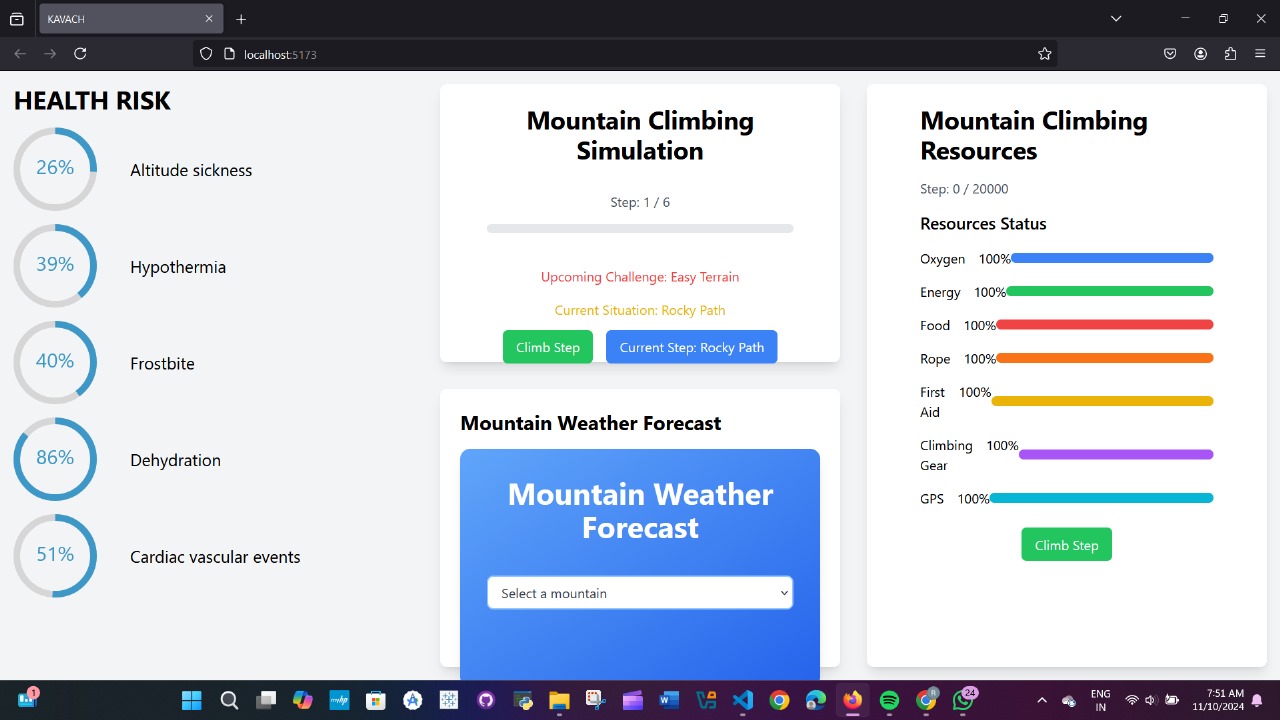 KAVACH
localhost:5173
HEALTH RISK
26%
Altitude sickness
39%
Hypothermia
40%
Frostbite
86%
Dehydration
51%
Cardiac vascular events
Mountain Climbing
Simulation
Step: 1 / 6
Upcoming Challenge: Easy Terrain
Current Situation: Rocky Path
Climb Step
Current Step: Rocky Path
Mountain Weather Forecast
Mountain Weather
Forecast
Select a mountain
Mountain Climbing
Resources
Step: 0 / 20000
Resources Status
Oxygen 100%
Energy 100%
Food 100%
Rope 100%
First 100%
Aid
Climbing 100%
Gear
GPS 100%
Climb Step
1
myhp
R
24
ENG
IN
7:51 AM
11/10/2024